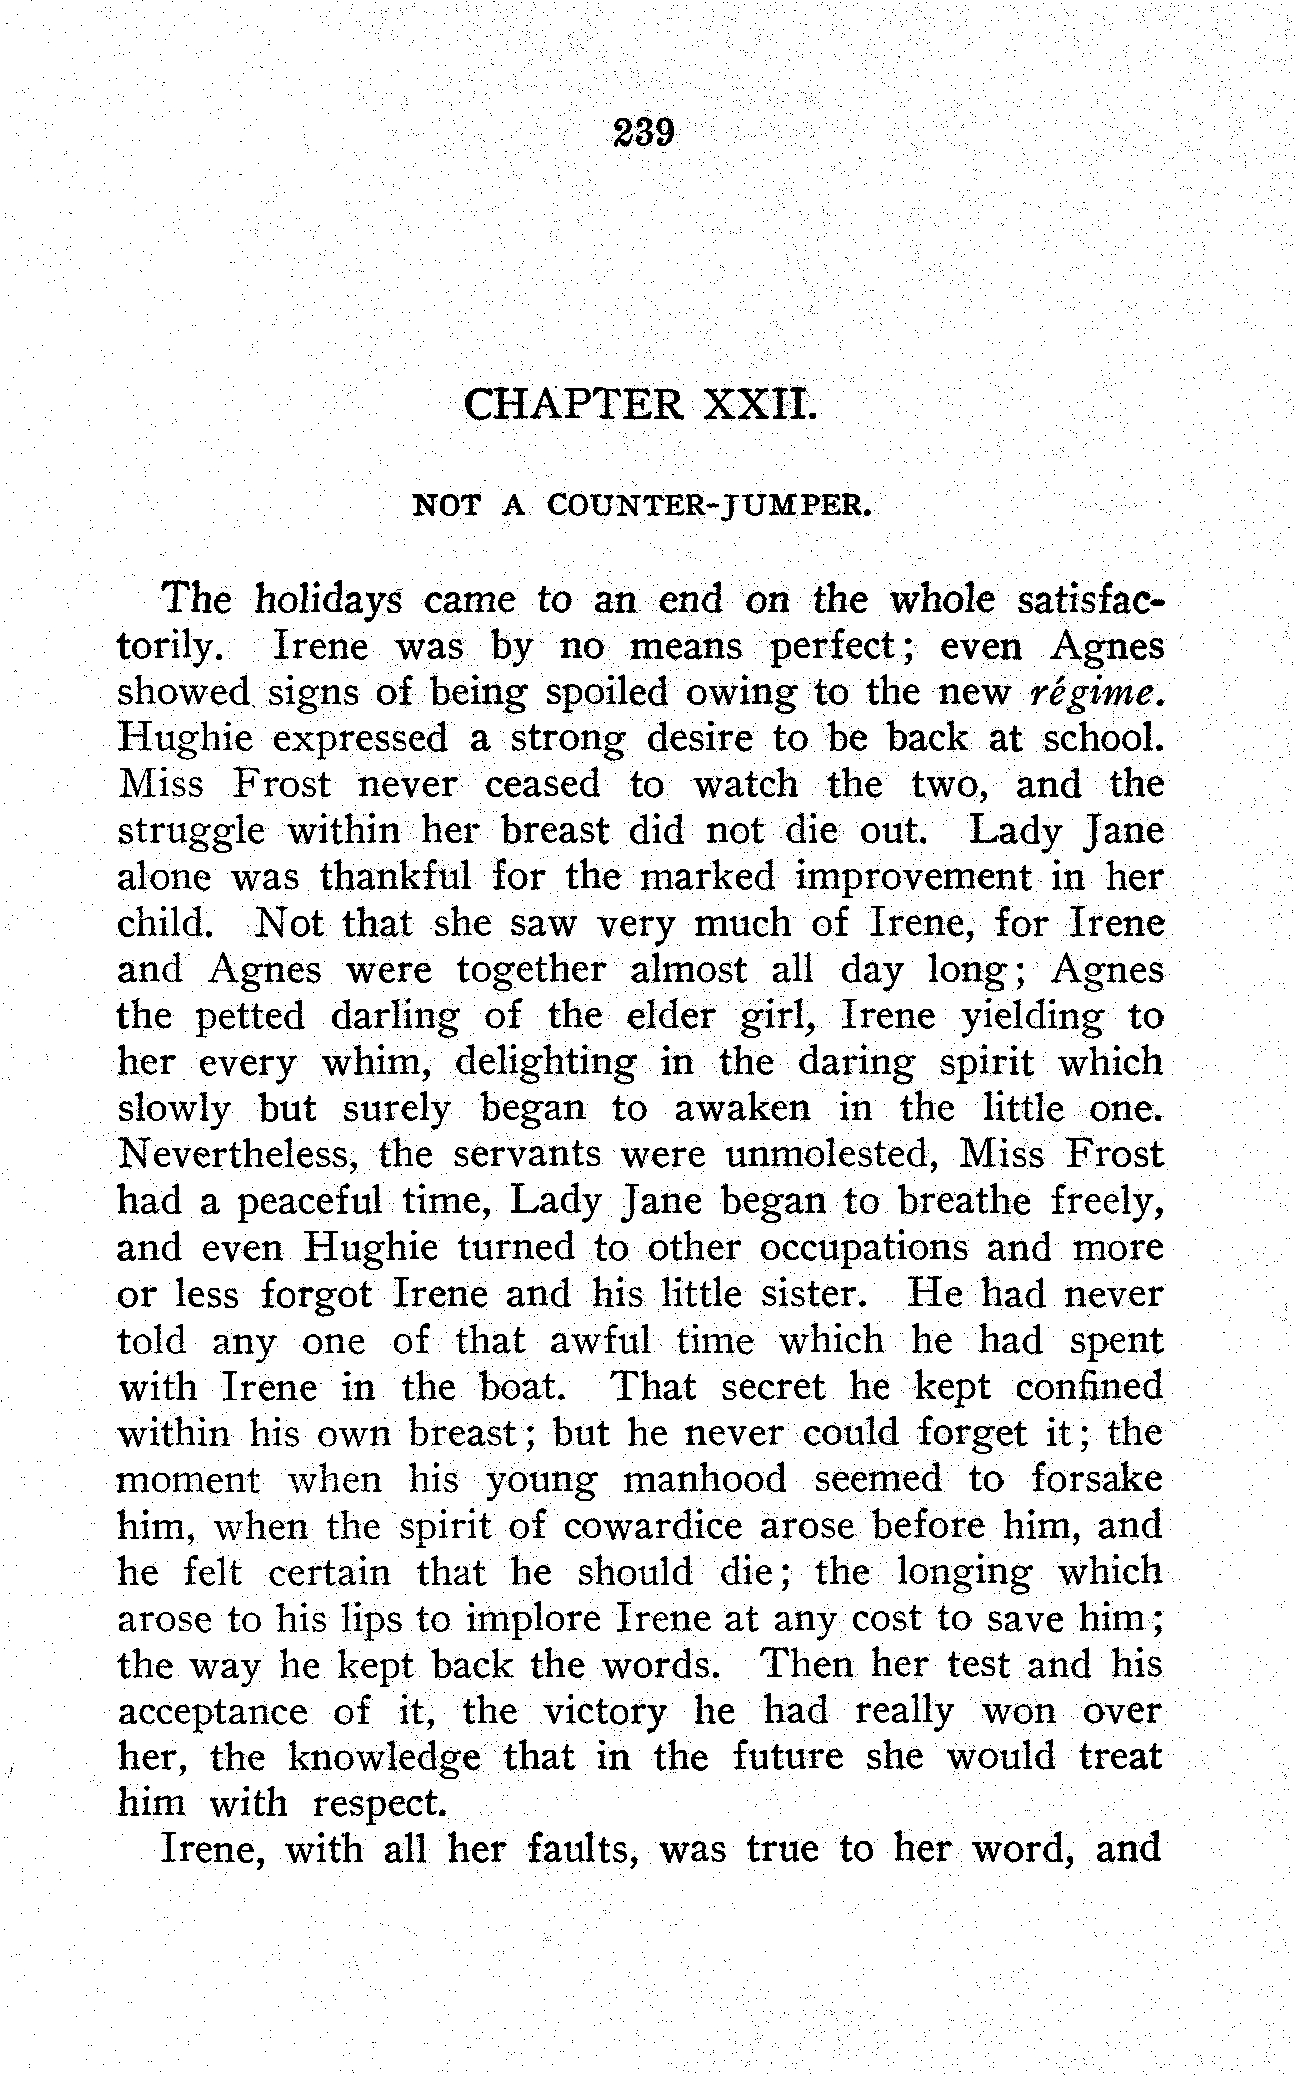 239
CHAPTER XXII.
NOT A COUNTER-JUMPER.
The holidays came to an end on the whole satisfac-
torily. Irene was by no means perfect; even Agnes
showed signs of being spoiled owing to the new régime.
Hughie expressed a strong desire to be back at school.
Miss Frost never ceased to watch the two, and the
struggle within her breast did not die out. Lady Jane
alone was thankful for the marked improvement in her
child. Not that she saw very much of Irene, for Irene
and Agnes were together almost all day long; Agnes
the petted darling of the elder girl, Irene yielding to
her every whim, delighting in the daring spirit which
slowly but surely began to awaken in the little one.
Nevertheless, the servants were unmolested, Miss Frost
had a peaceful time, Lady Jane began to breathe freely,
and even Hughie turned to other occupations and more
or less forgot Irene and his little sister. He had never
told any one of that awful time which he had spent
with Irene in the boat. That secret he kept confined
within his own breast; but he never could forget it; the
moment when his young manhood seemed to forsake
him, when the spirit of cowardice arose before him, and
he felt certain that he should die; the longing which
arose to his lips to implore Irene at any cost to save him;
the way he kept back the words. Then her test and his
acceptance of it, the victory he had really won over
her, the knowledge that in the future she would treat
him with respect.
Irene, with all her faults, was true to her word, and